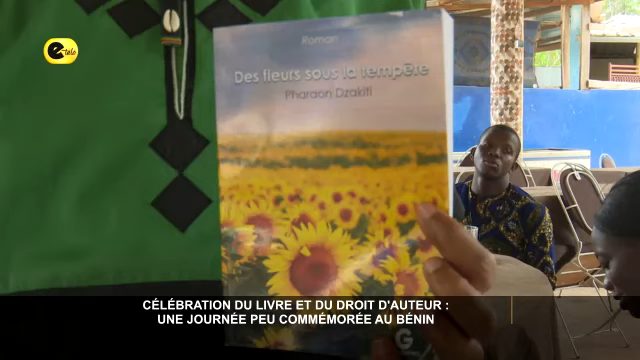 e-tele
Roman
Des fleurs sous la tempête
Pharaon Dzakiti
G
CÉLÉBRATION DU LIVRE ET DU DROIT D'AUTEUR :
UNE JOURNÉE PEU COMMÉMORÉE AU BÉNIN